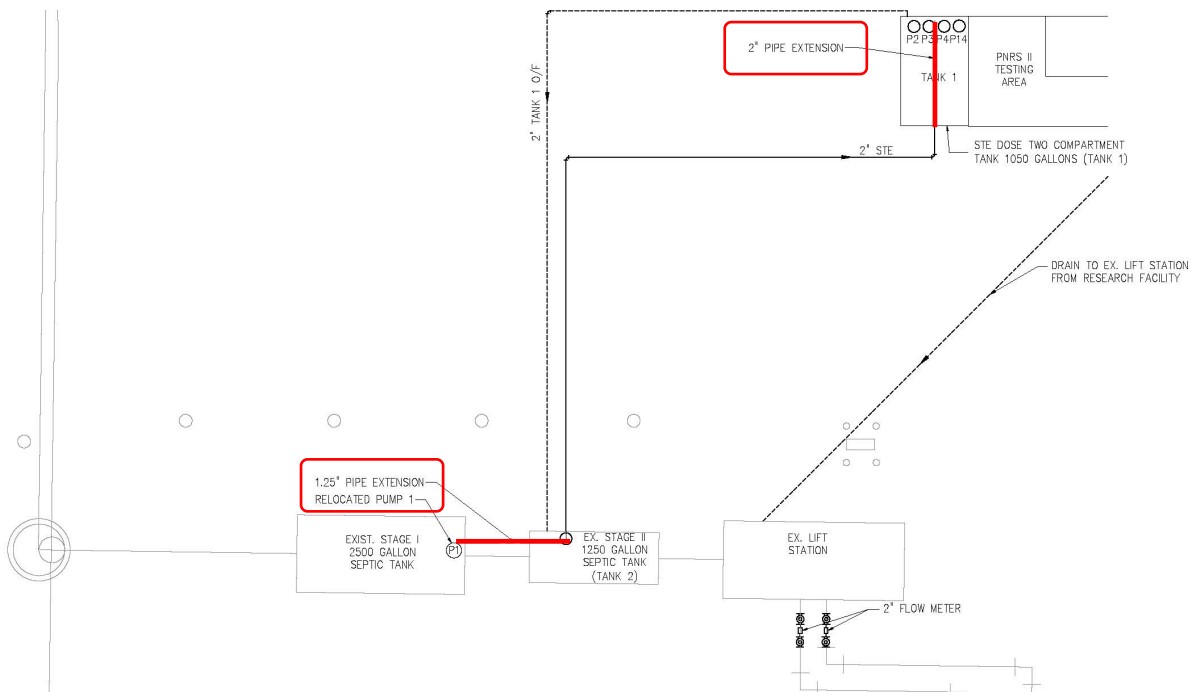 2" PIPE EXTENSION
P2 P3 P4 P14
TANK 1
PNRS II
TESTING
AREA
2" TANK 1 O/F
2" STE
STE DOSE TWO COMPARTMENT
TANK 1050 GALLONS (TANK 1)
DRAIN TO EX. LIFT STATION
FROM RESEARCH FACILITY
1.25" PIPE EXTENSION
RELOCATED PUMP 1
EXIST. STAGE I
2500 GALLON
SEPTIC TANK
P1
EX. STAGE II
1250 GALLON
SEPTIC TANK
(TANK 2)
EX. LIFT
STATION
2" FLOW METER